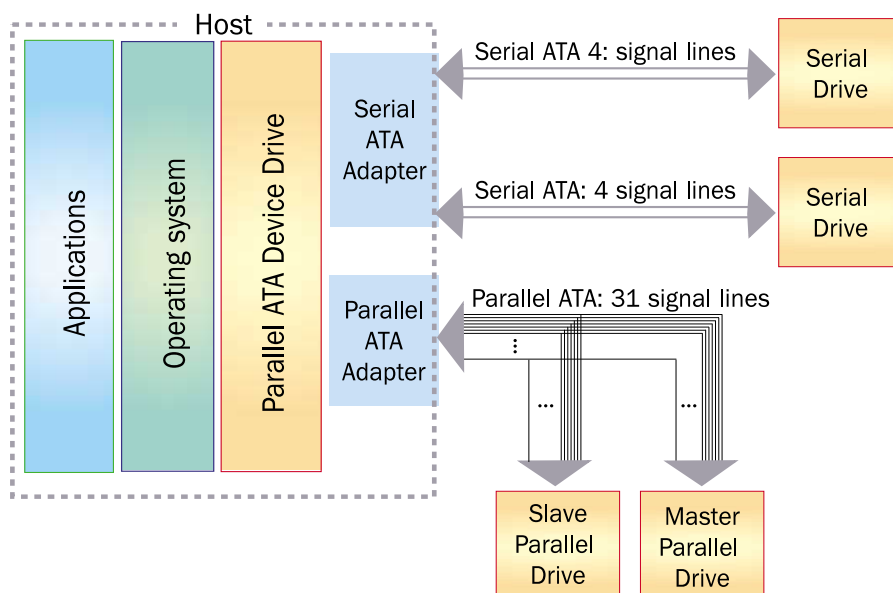 Host
Applications
Operating system
Parallel ATA Device Drive
Serial
ATA
Adapter
Parallel
ATA
Adapter
Serial ATA 4: signal lines
Serial
Drive
Serial ATA: 4 signal lines
Serial
Drive
Parallel ATA: 31 signal lines
...
...
...
Slave
Parallel
Drive
Master
Parallel
Drive